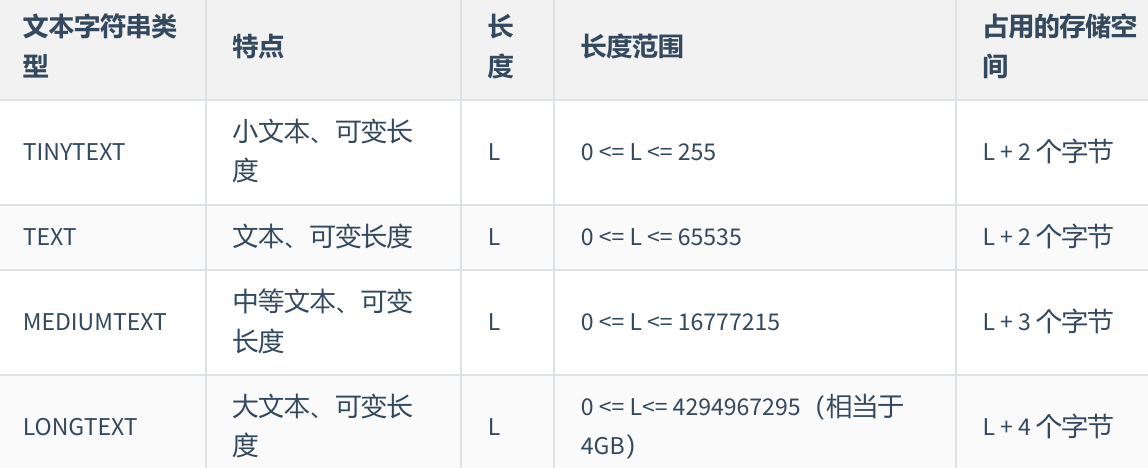 文本字符串类型 特点 长度 长度范围 占用的存储空间
TINYTEXT 小文本、可变长度 L 0 <= L <= 255 L + 2 个字节
TEXT 文本、可变长度 L 0 <= L <= 65535 L + 2 个字节
MEDIUMTEXT 中等文本、可变长度 L 0 <= L <= 16777215 L + 3 个字节
LONGTEXT 大文本、可变长度 L 0 <= L<= 4294967295（相当于4GB） L + 4 个字节